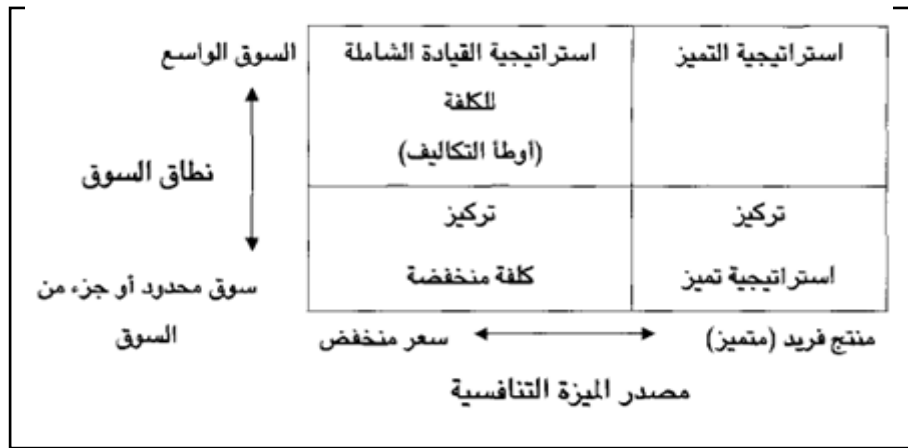 السوق الواسع
نطاق السوق
سوق محدود أو جزء من
السوق
استراتيجية التميز
استراتيجية القيادة الشاملة
للكلفة
(أوطأ التكاليف)
تركيز
استراتيجية تميز
تركيز
كلفة منخفضة
منتج فريد (متميز)
سعر منخفض
مصدر الميزة التنافسية